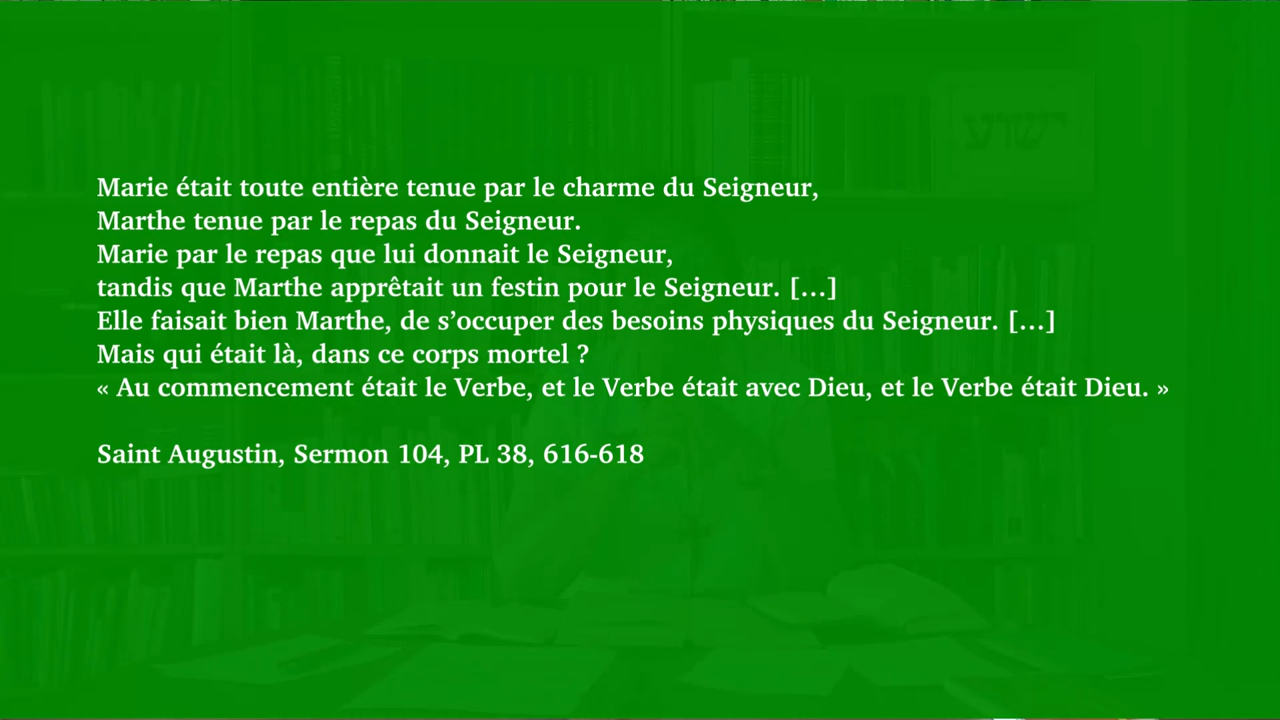 ישוע
Marie était toute entière tenue par le charme du Seigneur,
Marthe tenue par le repas du Seigneur.
Marie par le repas que lui donnait le Seigneur,
tandis que Marthe apprêtait un festin pour le Seigneur. […]
Elle faisait bien Marthe, de s’occuper des besoins physiques du Seigneur. […]
Mais qui était là, dans ce corps mortel ?
« Au commencement était le Verbe, et le Verbe était avec Dieu, et le Verbe était Dieu. »
Saint Augustin, Sermon 104, PL 38, 616-618